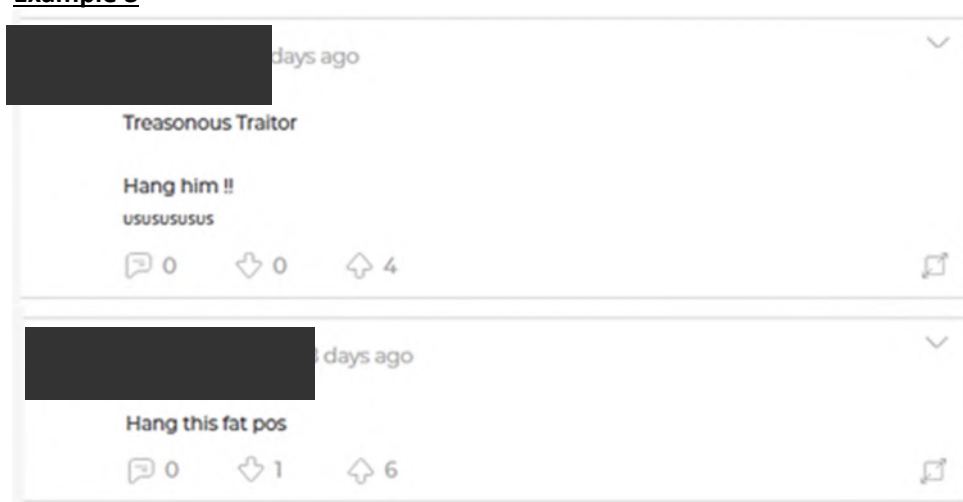 days ago
Treasonous Traitor
Hang him !!
USUSUSUSUS
0 0 4
days ago
Hang this fat pos
0 1 6